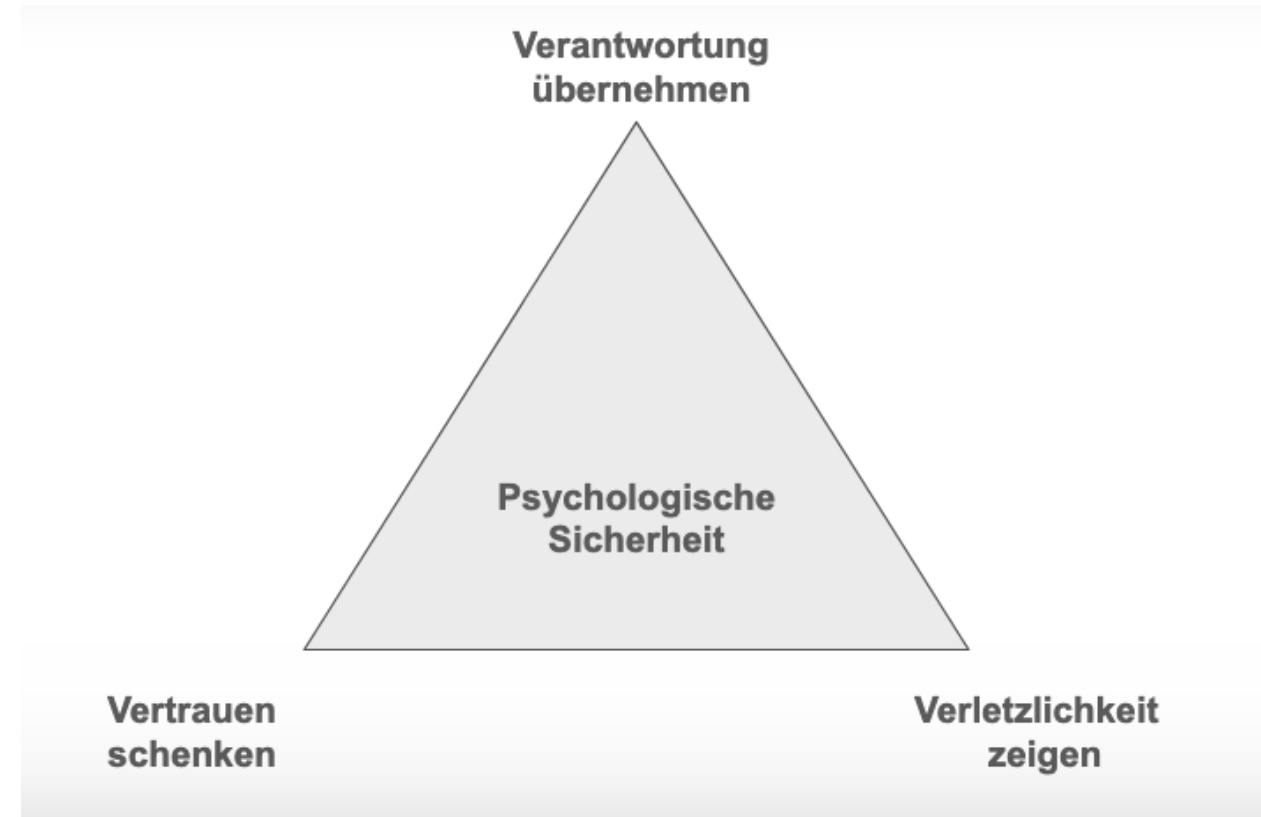 Verantwortung
übernehmen
Psychologische
Sicherheit
Vertrauen
schenken
Verletzlichkeit
zeigen